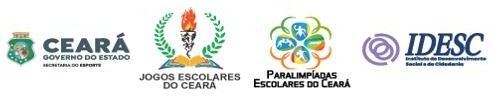 CEARÁ
GOVERNO DO ESTADO
SECRETARIA DO ESPORTE
JOGOS ESCOLARES
DO CEARÁ
PARALIMPÍADAS
ESCOLARES DO CEARÁ
IDESC
Instituto de Desenvolvimento
Social e da Cidadania